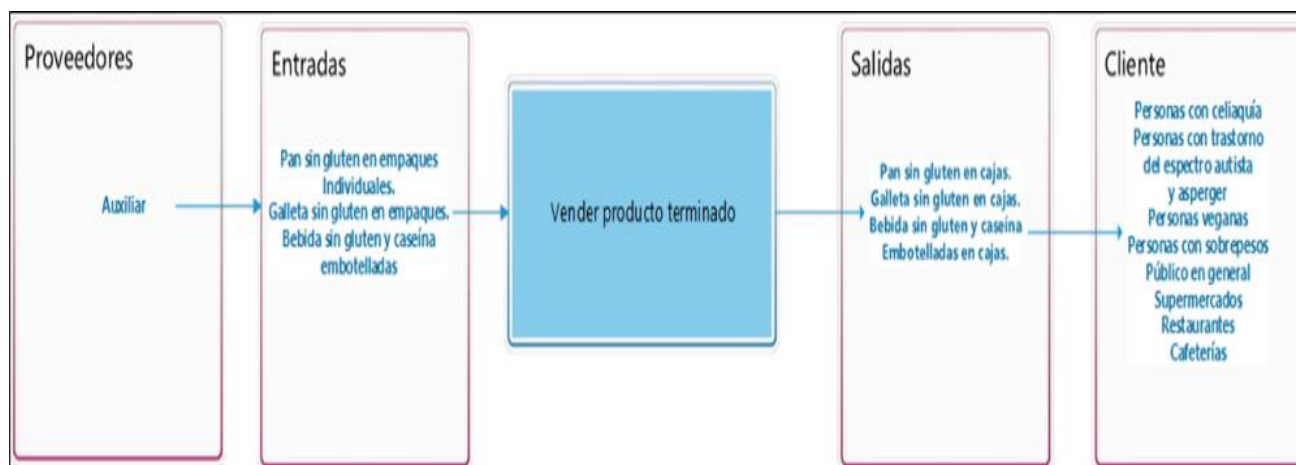 Proveedores
Auxiliar
Entradas
Pan sin gluten en empaques
Individuales.
Galleta sin gluten en empaques.
Bebida sin gluten y caseína
embotelladas
Vender producto terminado
Salidas
Pan sin gluten en cajas.
Galleta sin gluten en cajas.
Bebida sin gluten y caseína
Embotelladas en cajas.
Cliente
Personas con celiaquía
Personas con trastorno
del espectro autista
y asperger
Personas veganas
Personas con sobrepesos
Público en general
Supermercados
Restaurantes
Cafeterías